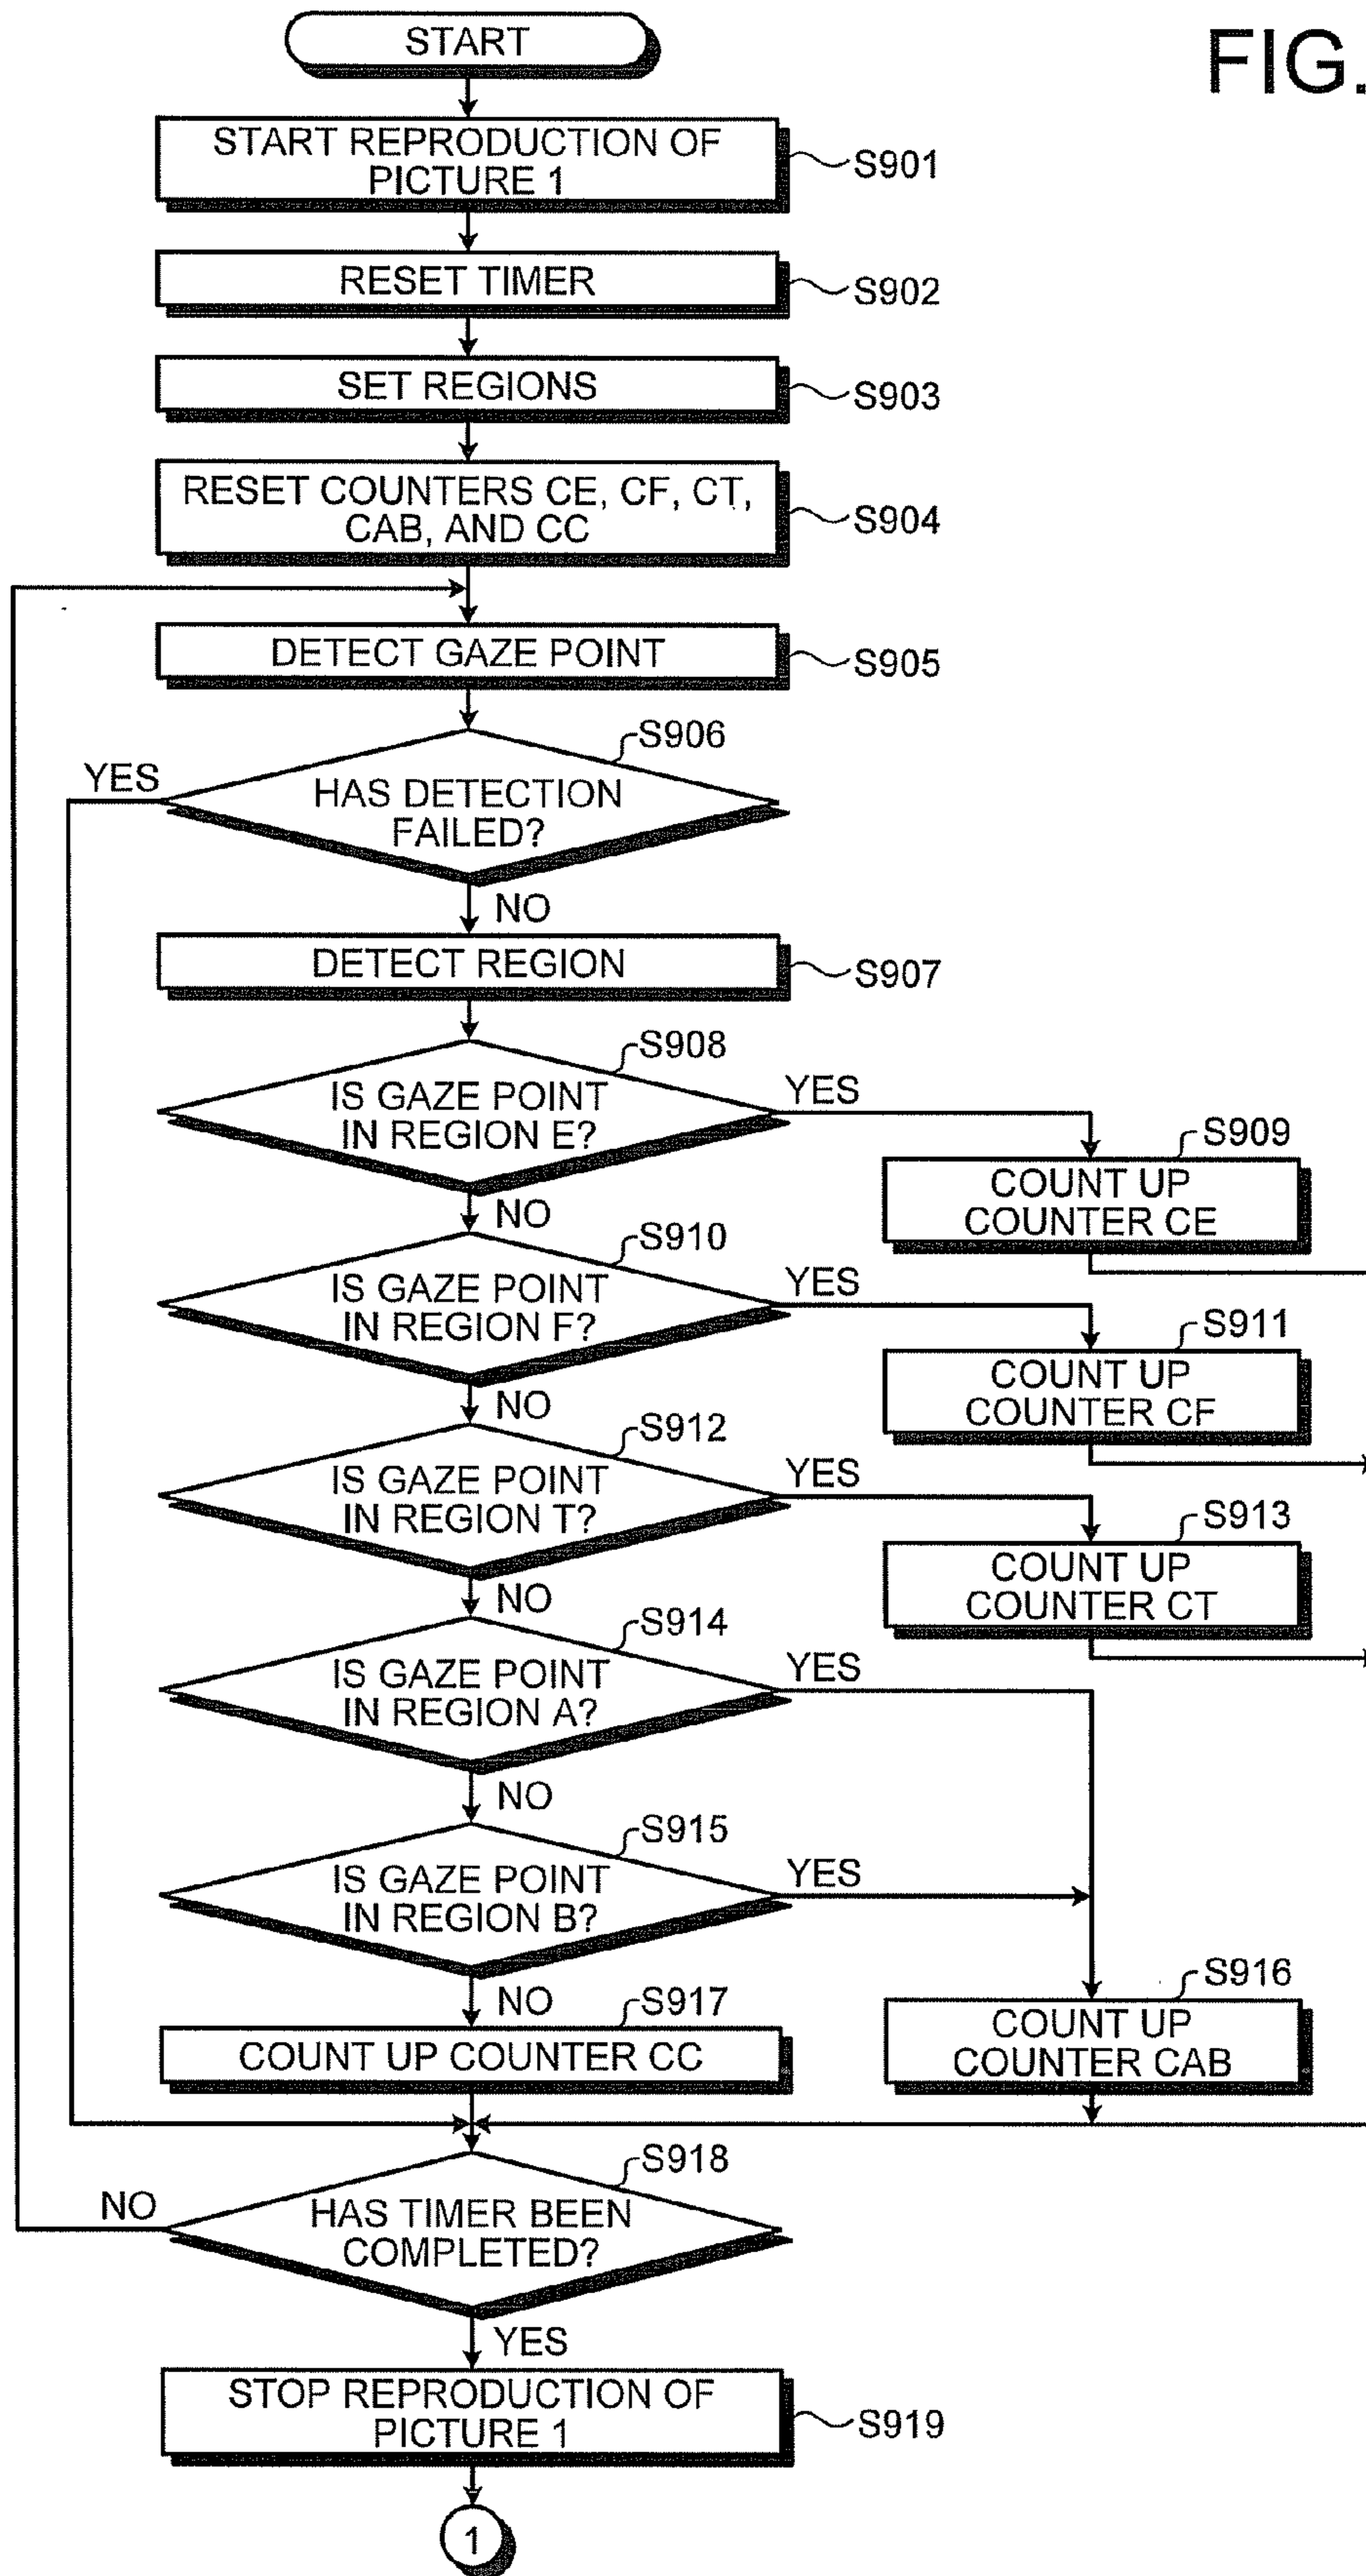 FIG.
START
START REPRODUCTION OF
PICTURE 1
S901
RESET TIMER
S902
SET REGIONS
S903
RESET COUNTERS CE, CF, CT,
CAB, AND CC
S904
DETECT GAZE POINT
S905
S906
YES
HAS DETECTION
FAILED?
NO
DETECT REGION
S907
S908
IS GAZE POINT
IN REGION E?
YES
S909
COUNT UP
COUNTER CE
NO
S910
IS GAZE POINT
IN REGION F?
YES
S911
COUNT UP
COUNTER CF
NO
S912
IS GAZE POINT
IN REGION T?
YES
S913
COUNT UP
COUNTER CT
NO
S914
IS GAZE POINT
IN REGION A?
YES
NO
S915
IS GAZE POINT
IN REGION B?
YES
S916
COUNT UP
COUNTER CAB
NO
S917
COUNT UP COUNTER CC
S918
NO
HAS TIMER BEEN
COMPLETED?
YES
STOP REPRODUCTION OF
PICTURE 1
S919
1